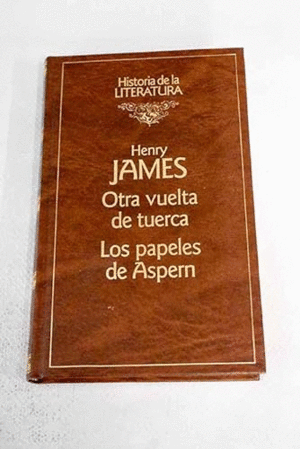 Historia de la
LITERATURA
Henry
JAMES
Otra vuelta
de tuerca
Los papeles
de Aspern